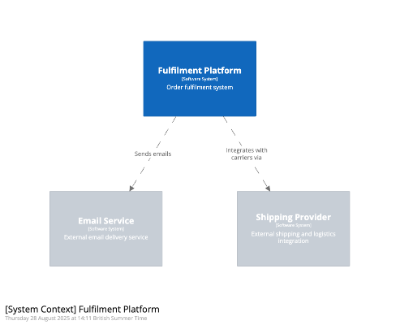 Fulfilment Platform
[Software System]
Order fulfilment system
Sends emails
Integrates with
carriers via
Email Service
[Software System]
External email delivery service
Shipping Provider
[Software System]
External shipping and logistics
integration
[System Context] Fulfilment Platform
Thursday 28 August 2025 at 14:11 British Summer Time